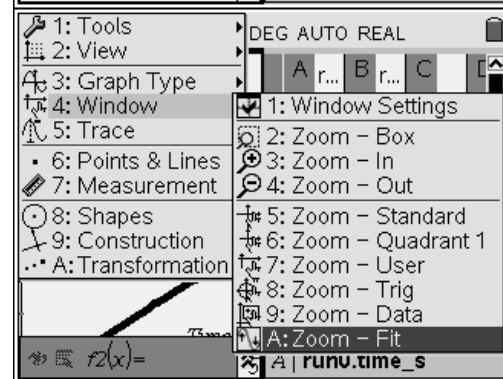 1: Tools
2: View
3: Graph Type
4: Window
5: Trace
6: Points & Lines
7: Measurement
8: Shapes
9: Construction
A: Transformation
DEG AUTO REAL
A r... B r... C
1: Window Settings
2: Zoom – Box
3: Zoom – In
4: Zoom – Out
5: Zoom – Standard
6: Zoom – Quadrant 1
7: Zoom – User
8: Zoom – Trig
9: Zoom – Data
A: Zoom – Fit
f2(x)=
A run0.time_s